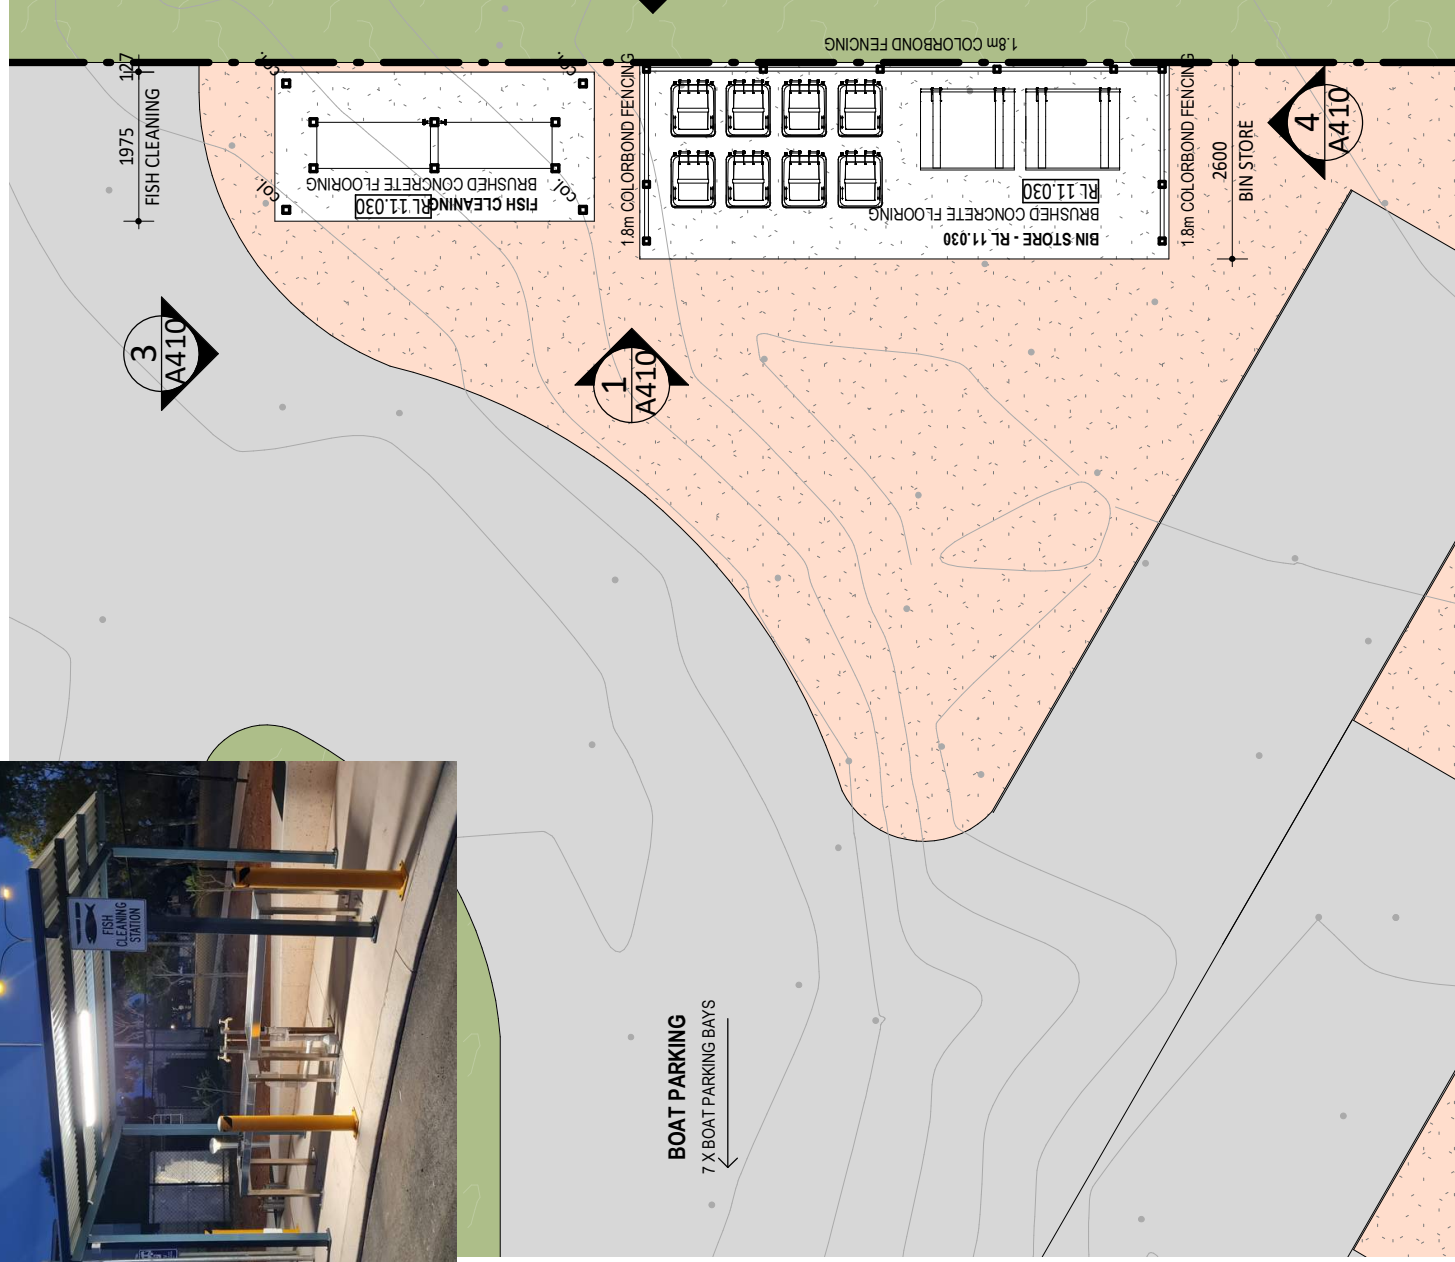 1.8m COLORBOND FENCING
127
1975
FISH CLEANING
col.
col.
col.
col.
BRUSHED CONCRETE FLOORING
FISH CLEANING
RL 11.030
1.8m COLORBOND FENCING
RL 11.030
BRUSHED CONCRETE FLOORING
BIN STORE - RL 11.030
1.8m COLORBOND FENCING
2600
BIN STORE
4
A410
3
A410
1
A410
FISH
CLEANING
STATION
BOAT PARKING
7 X BOAT PARKING BAYS